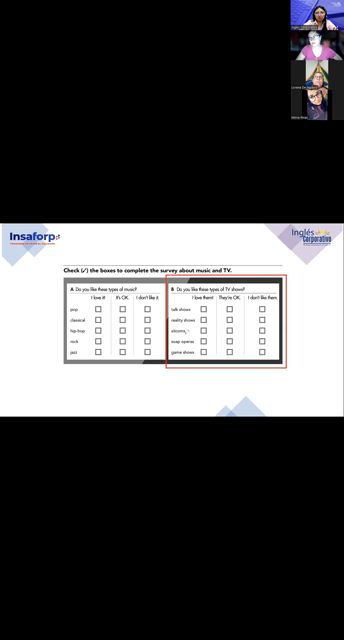 Insaforp
Inglés
Corporativo
Check (✓) the boxes to complete the survey about music and TV.
A Do you like these types of music?
I love it! It's OK. I don't like it.
pop
classical
hip-hop
rock
jazz
B Do you like these types of TV shows?
I love them! They're OK. I don't like them.
talk shows
reality shows
sitcoms
soap operas
game shows